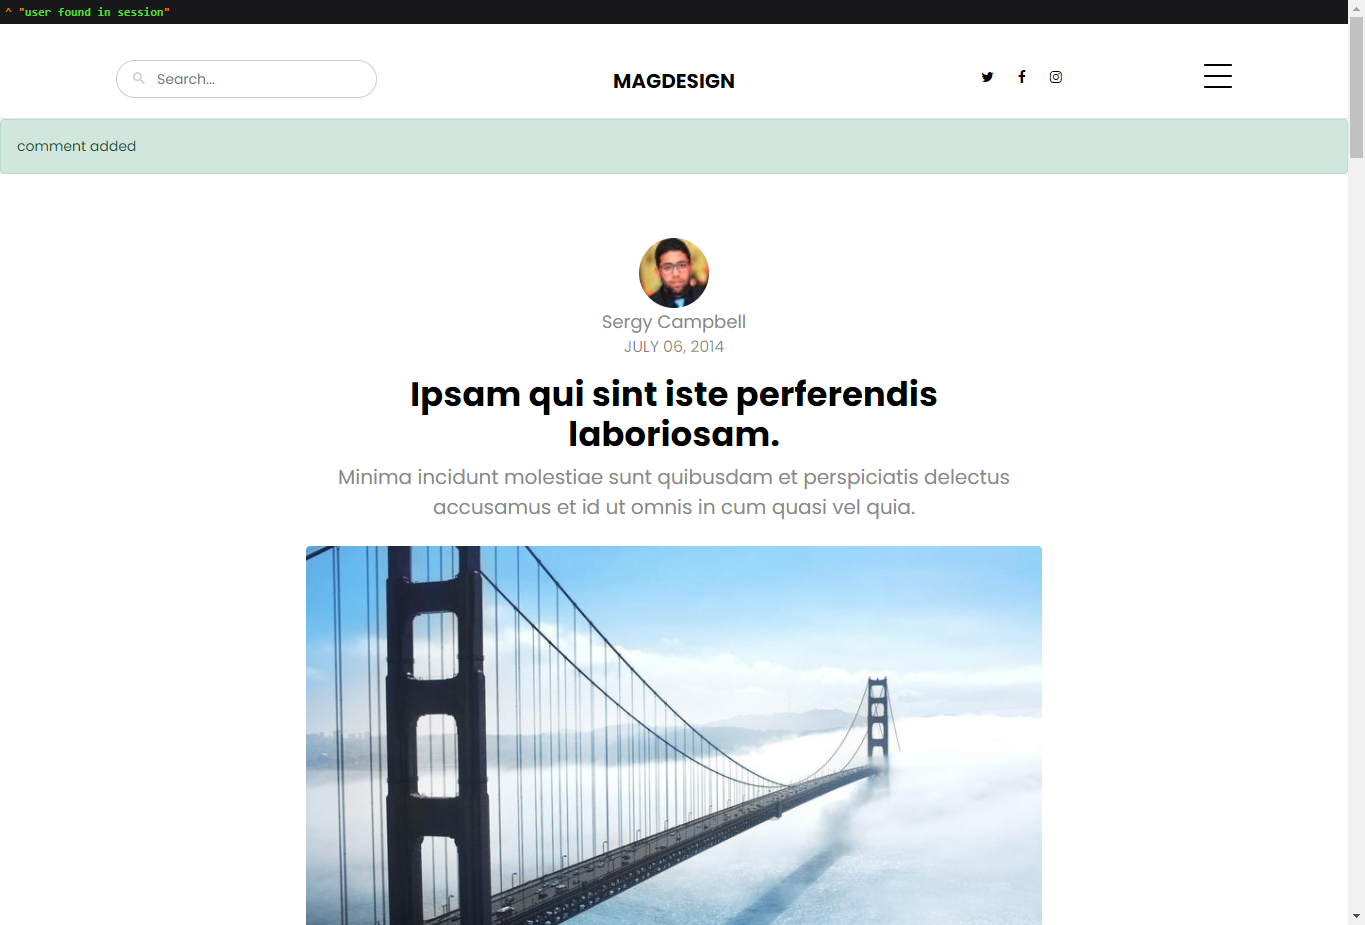 ^ "user found in session"
Search...
MAGDESIGN
comment added
Sergy Campbell
JULY 06, 2014
Ipsam qui sint iste perferendis
laboriosam.
Minima incidunt molestiae sunt quibusdam et perspiciatis delectus
accusamus et id ut omnis in cum quasi vel quia.